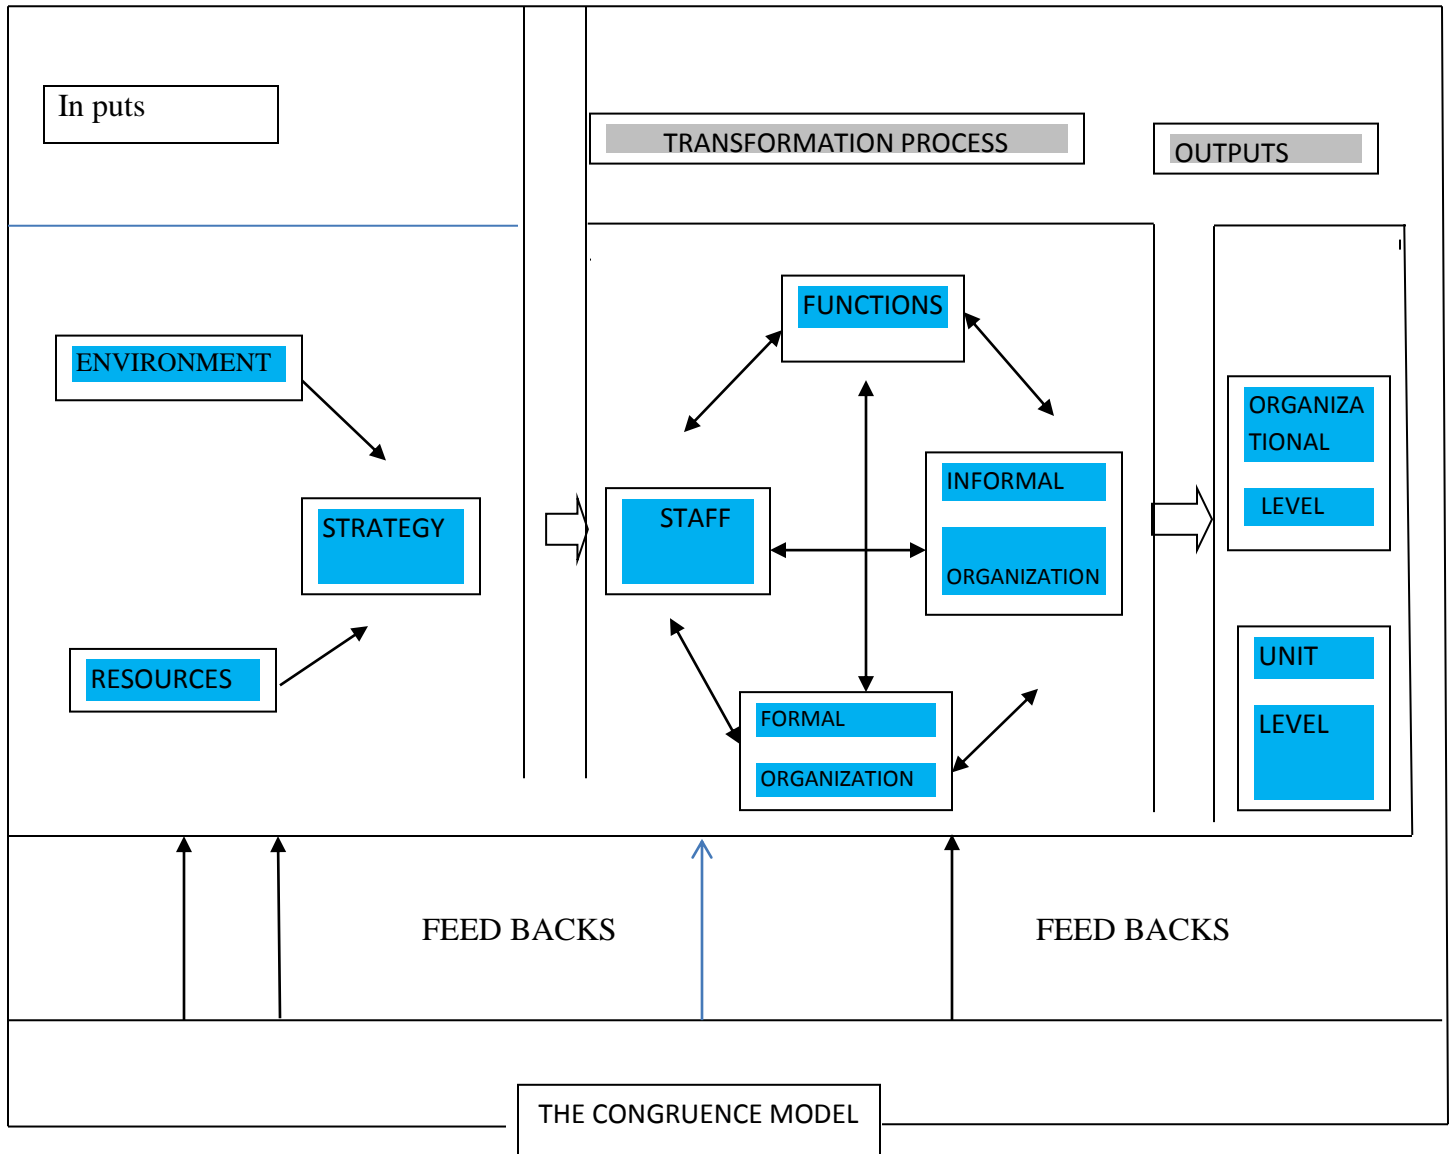 In puts
TRANSFORMATION PROCESS
OUTPUTS
ENVIRONMENT
STRATEGY
RESOURCES
FUNCTIONS
STAFF
INFORMAL
ORGANIZATION
FORMAL
ORGANIZATION
ORGANIZA
TIONAL
LEVEL
UNIT
LEVEL
FEED BACKS
FEED BACKS
THE CONGRUENCE MODEL